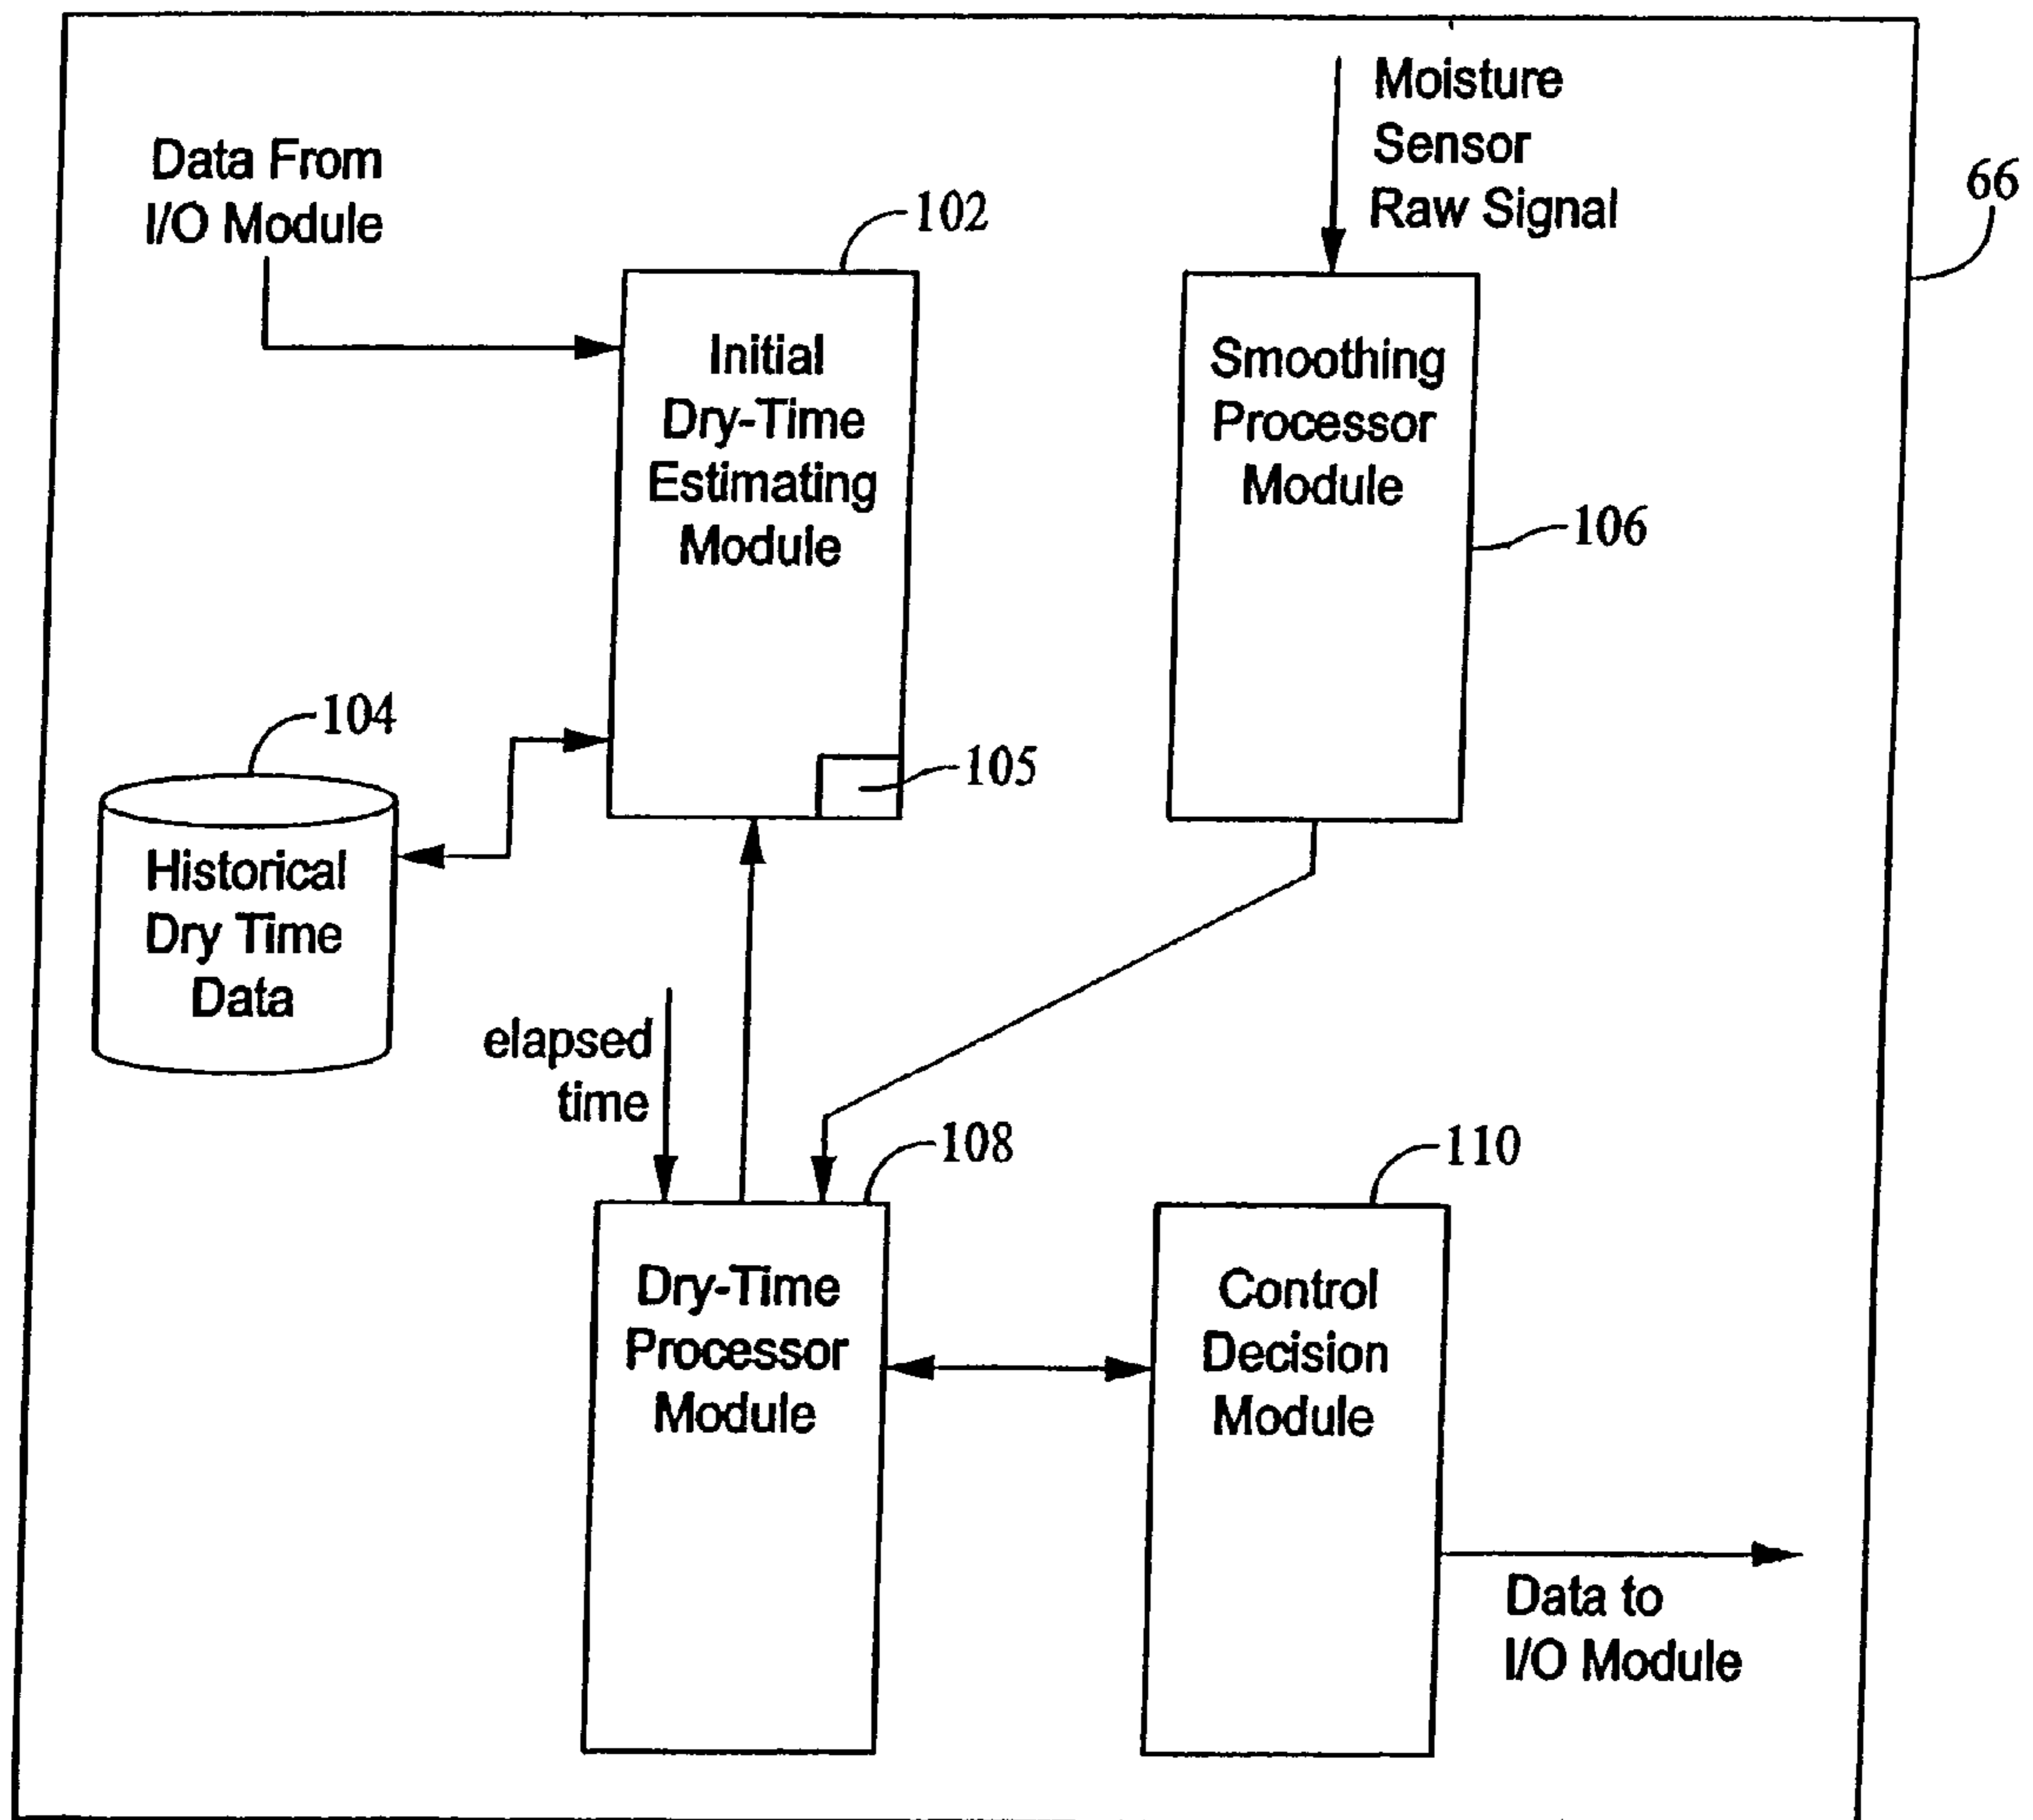 Data From
I/O Module
Moisture
Sensor
Raw Signal
66
102
Initial
Dry-Time
Estimating
Module
Smoothing
Processor
Module
106
104
105
Historical
Dry Time
Data
elapsed
time
108
110
Dry-Time
Processor
Module
Control
Decision
Module
Data to
I/O Module